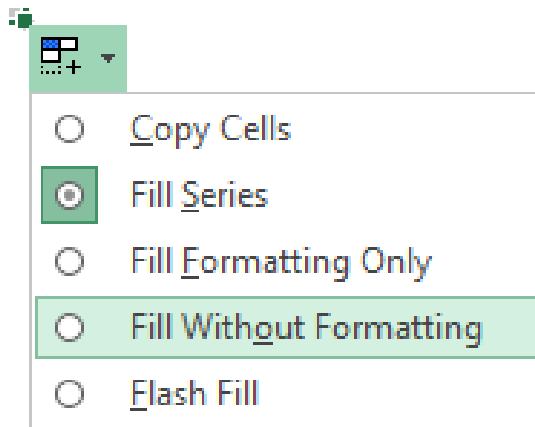 Copy Cells
Fill Series
Fill Formatting Only
Fill Without Formatting
Flash Fill